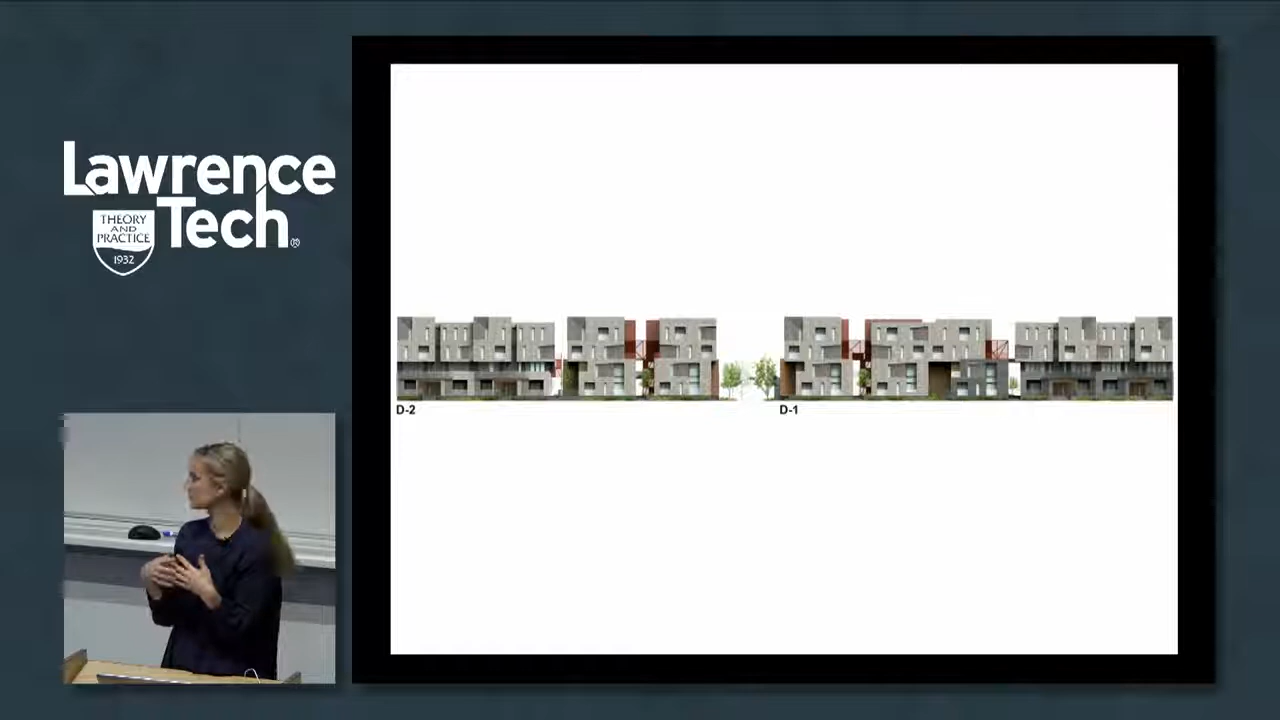 Lawrence
Tech®
THEORY
AND
PRACTICE
1932
D-2
D-1